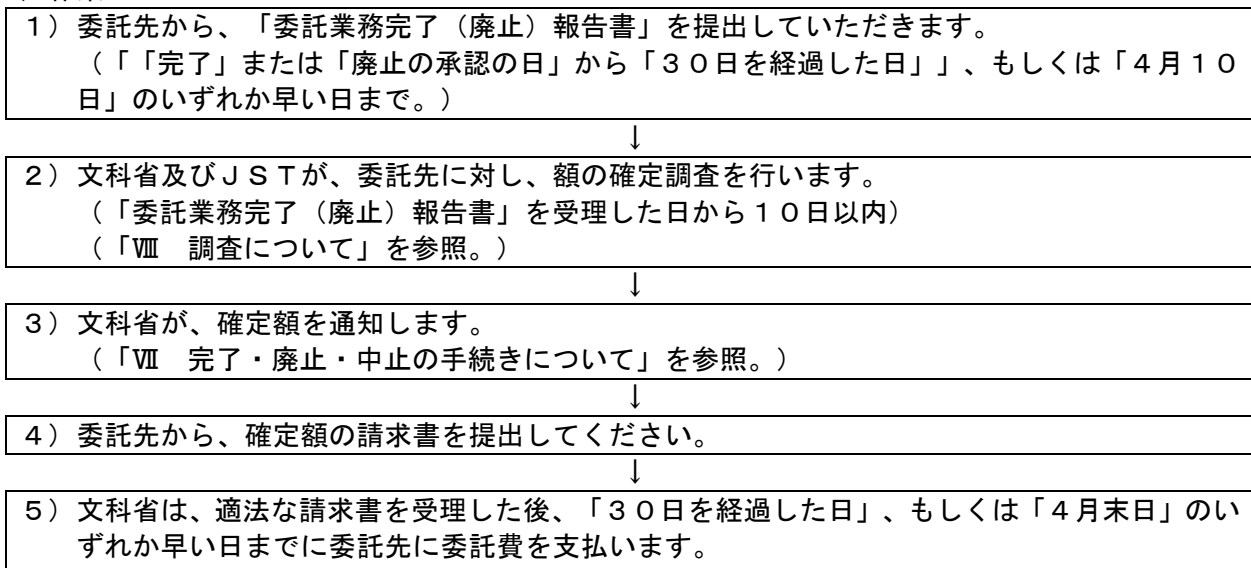 １）委託先から、「委託業務完了（廃止）報告書」を提出していただきます。
（「「完了」または「廃止の承認の日」から「３０日を経過した日」」、もしくは「４月１０
日」のいずれか早い日まで。）
↓
２）文科省及びＪＳＴが、委託先に対し、額の確定調査を行います。
（「委託業務完了（廃止）報告書」を受理した日から１０日以内）
（「Ⅷ　調査について」を参照。）
↓
３）文科省が、確定額を通知します。
（「Ⅶ　完了・廃止・中止の手続きについて」を参照。）
↓
４）委託先から、確定額の請求書を提出してください。
↓
５）文科省は、適法な請求書を受理した後、「３０日を経過した日」、もしくは「４月末日」のい
ずれか早い日までに委託先に委託費を支払います。